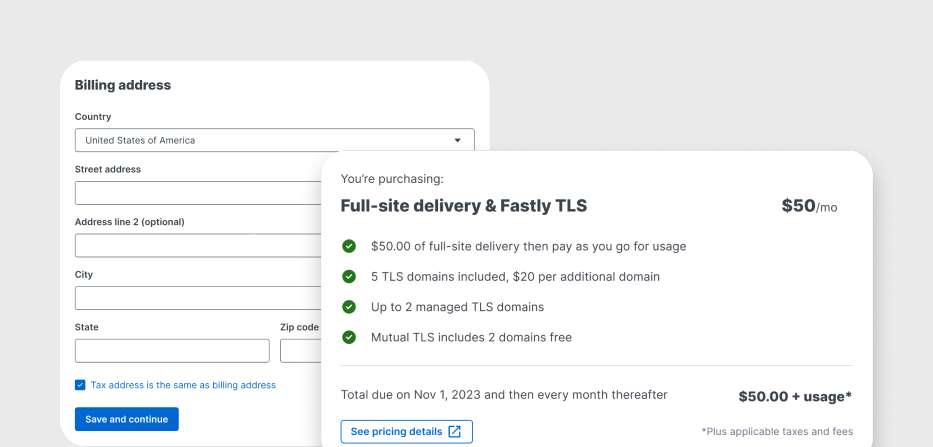 Billing address
Country
United States of America
Street address
Address line 2 (optional)
City
State
Zip code
Tax address is the same as billing address
Save and continue
You're purchasing:
Full-site delivery & Fastly TLS
$50/mo
$50.00 of full-site delivery then pay as you go for usage
5 TLS domains included, $20 per additional domain
Up to 2 managed TLS domains
Mutual TLS includes 2 domains free
Total due on Nov 1, 2023 and then every month thereafter
$50.00 + usage*
See pricing details
*Plus applicable taxes and fees